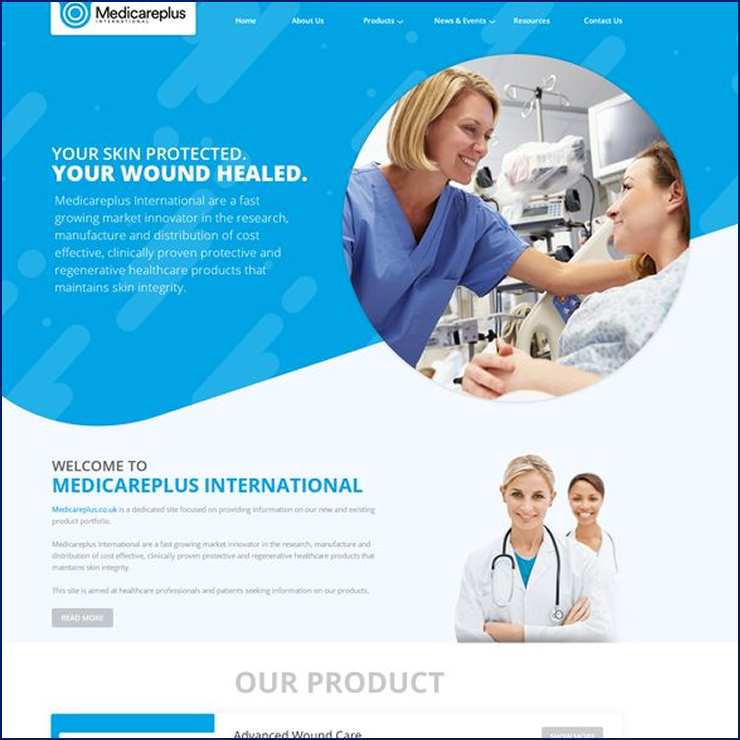 Medicareplus
INTERNATIONAL
Home
About Us
Products
News & Events
Resources
Contact Us
YOUR SKIN PROTECTED.
YOUR WOUND HEALED.
Medicareplus International are a fast
growing market innovator in the research,
manufacture and distribution of cost
effective, clinically proven protective and
regenerative healthcare products that
maintains skin integrity.
WELCOME TO
MEDICAREPLUS INTERNATIONAL
Medicareplus.co.uk is a dedicated site focused on providing information on our new and existing
product portfolio.
Medicareplus International are a fast growing market innovator in the research, manufacture and
distribution of cost effective, clinically proven protective and regenerative healthcare products that
maintains skin integrity.
This site is aimed at healthcare professionals and patients seeking information on our products.
READ MORE
OUR PRODUCT
Advanced Wound Care
SHOW MORE